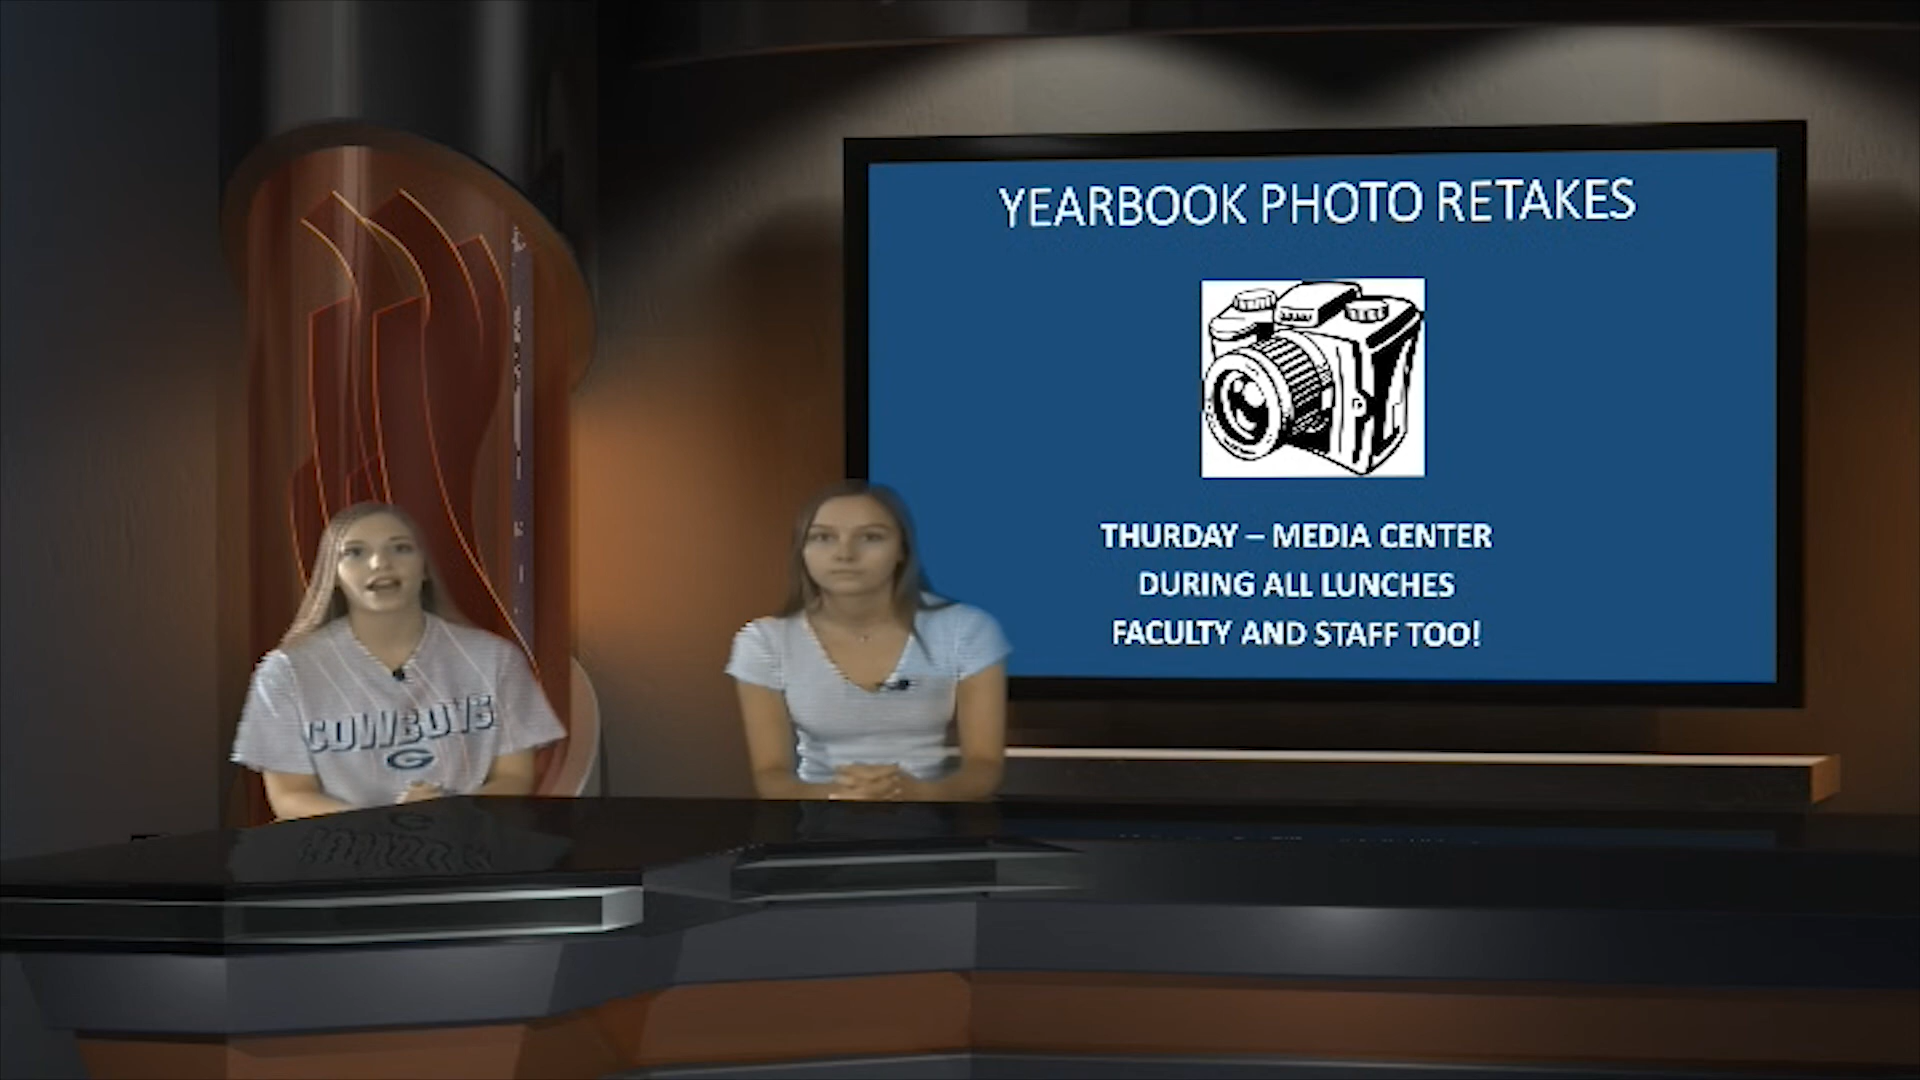 YEARBOOK PHOTO RETAKES
THURDAY – MEDIA CENTER
DURING ALL LUNCHES
FACULTY AND STAFF TOO!
COWBOYS
G